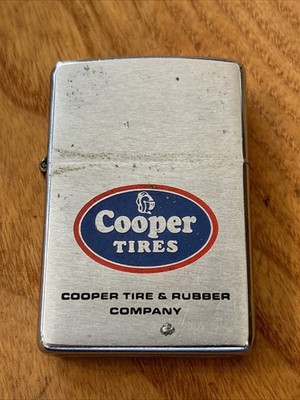 Cooper
TIRES
COOPER TIRE & RUBBER
COMPANY